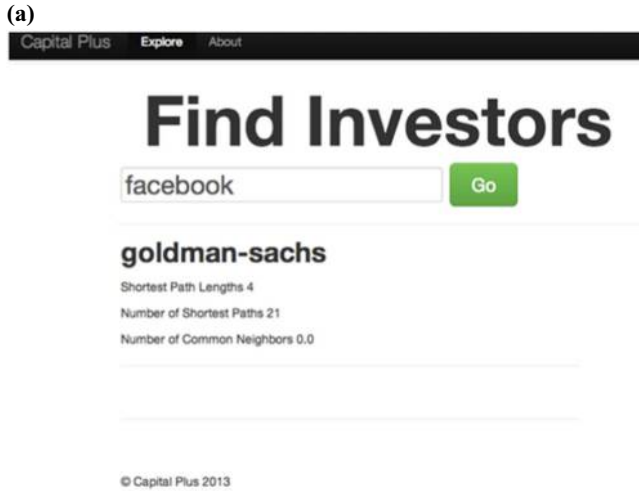 (a)
Capital Plus Explore About
Find Investors
facebook Go
goldman-sachs
Shortest Path Lengths 4
Number of Shortest Paths 21
Number of Common Neighbors 0.0
© Capital Plus 2013